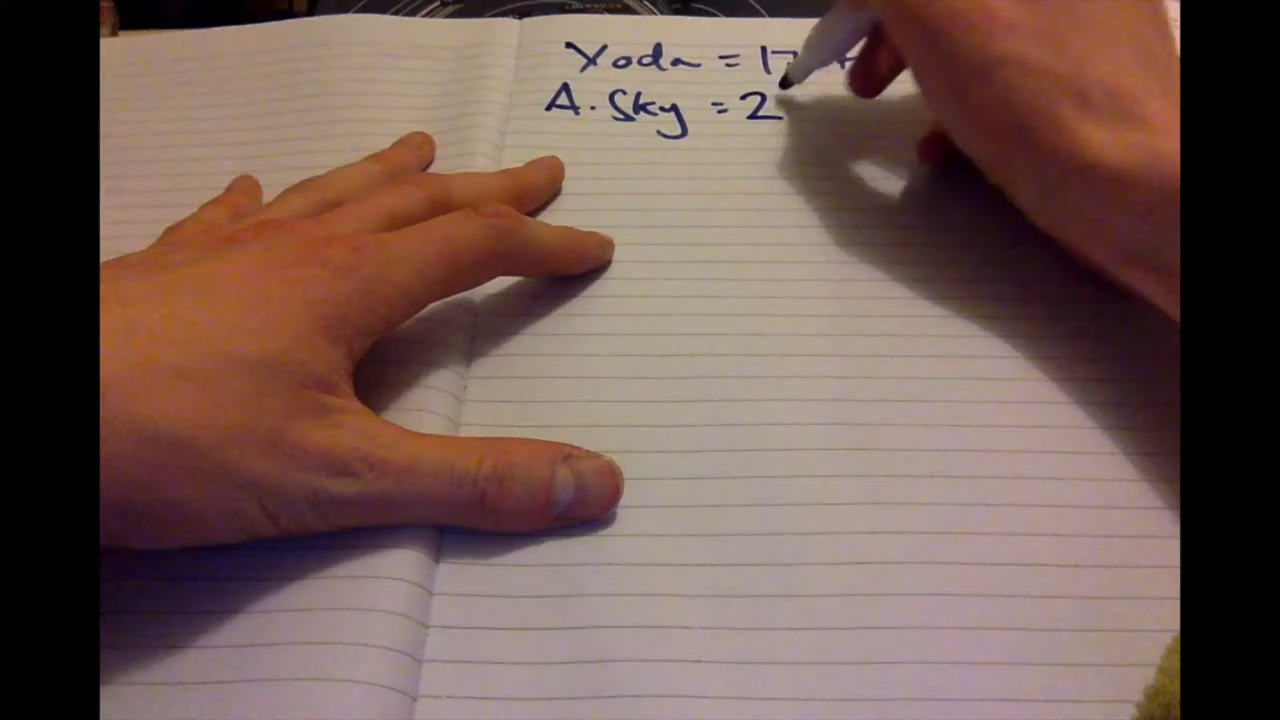 Yoda = 17
A. Sky = 2